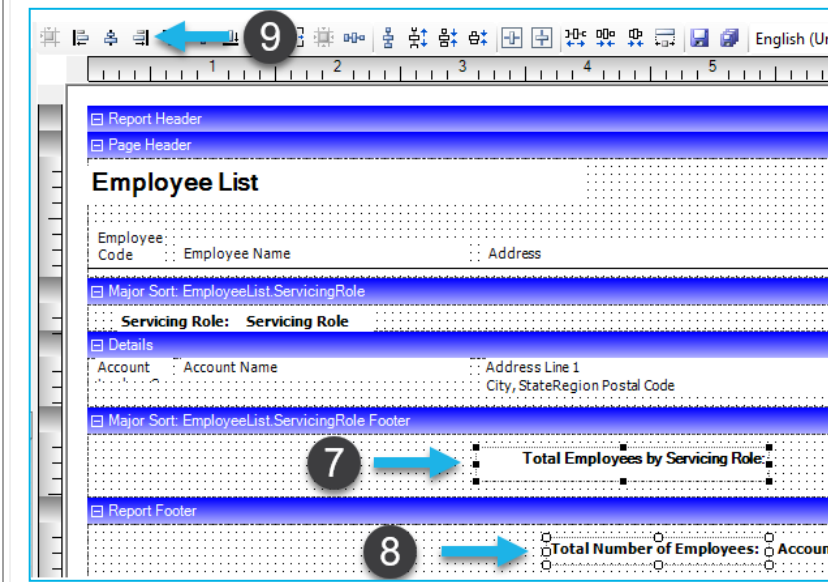 9
English (Un
1 2 3 4 5
Report Header
Page Header
Employee List
Employee
Code Employee Name Address
Major Sort: EmployeeList.ServicingRole
Servicing Role: Servicing Role
Details
Account Account Name Address Line 1
City, StateRegion Postal Code
Major Sort: EmployeeList.ServicingRole Footer
7 Total Employees by Servicing Role:
Report Footer
8 Total Number of Employees: Accoun